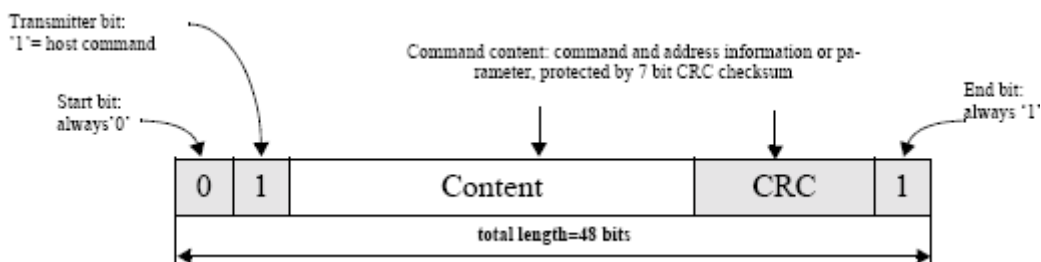 Transmitter bit:
"1"= host command
Command content: command and address information or pa-
rameter, protected by 7 bit CRC checksum
Start bit:
always"0"
End bit:
always "1"
0 1 Content CRC 1
total length=48 bits